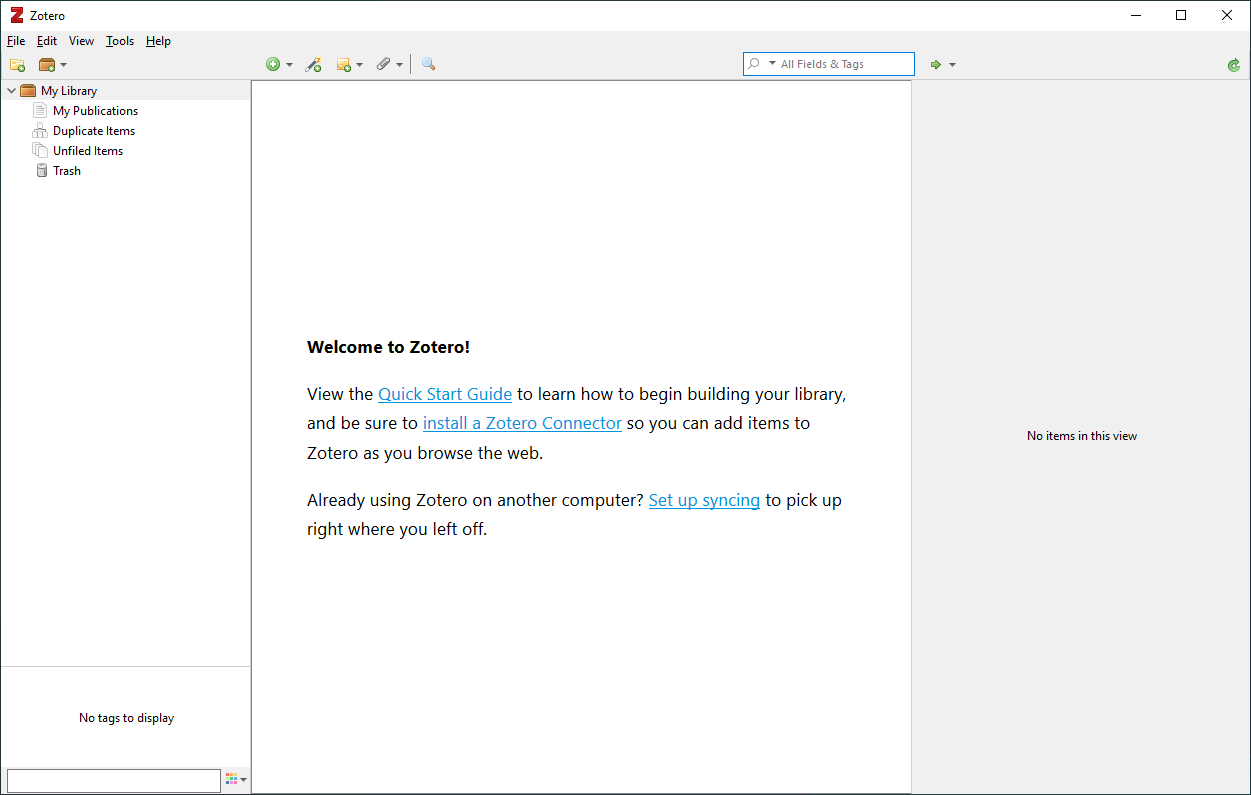 Zotero
File Edit View Tools Help
All Fields & Tags
My Library
My Publications
Duplicate Items
Unfiled Items
Trash
Welcome to Zotero!
View the Quick Start Guide to learn how to begin building your library,
and be sure to install a Zotero Connector so you can add items to
Zotero as you browse the web.
Already using Zotero on another computer? Set up syncing to pick up
right where you left off.
No items in this view
No tags to display